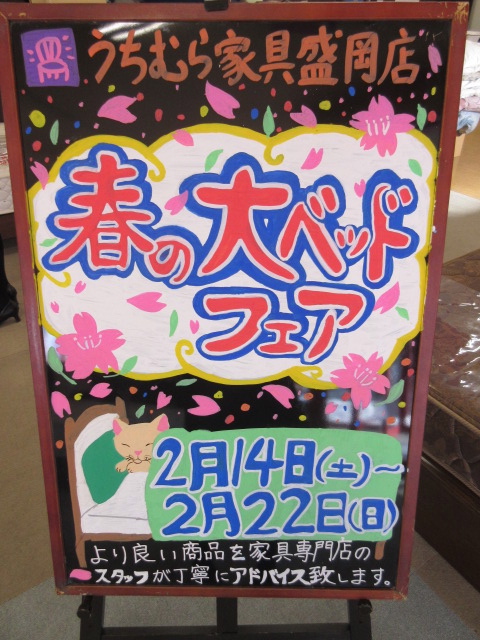 うちむら家具盛岡店
春の大ベッド
フェア
2月14日(土)~
2月22日(日)
より良い商品を家具専門店の
スタッフが丁寧にアドバイス致します。